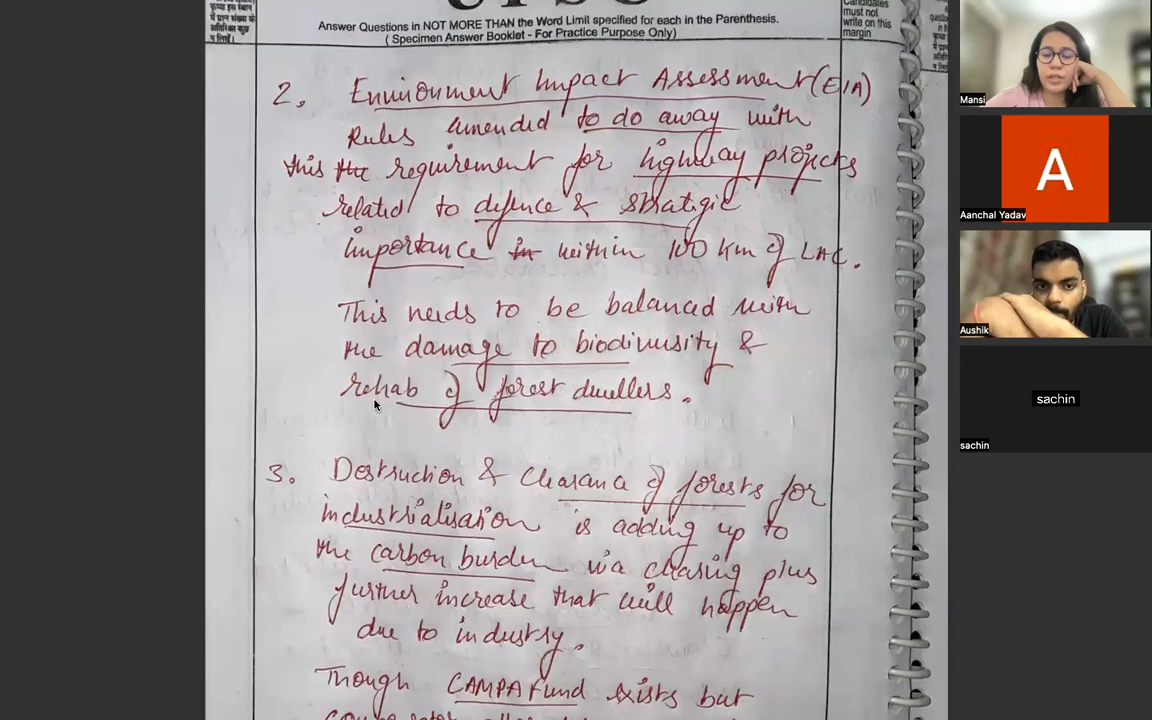 Answer Questions in NOT MORE THAN the Word Limit specified for each in the Parenthesis.
( Specimen Answer Booklet - For Practice Purpose Only)
must not
write on this
margin
2. Environment Impact Assessment (EIA)
Rules amended to do away with
this the requirement for highway projects
related to defence & strategic
importance in within 100 km of LAC.
This needs to be balanced with
the damage to biodiversity &
rehab of forest dwellers.
3. Destruction & Clearance of forests for
industrialisation is adding up to
the carbon burden via clearing plus
further increase that will happen
due to industry.
Though CAMPA Fund exists but
Mansi
A
Aanchal Yadav
Aushik
sachin
sachin